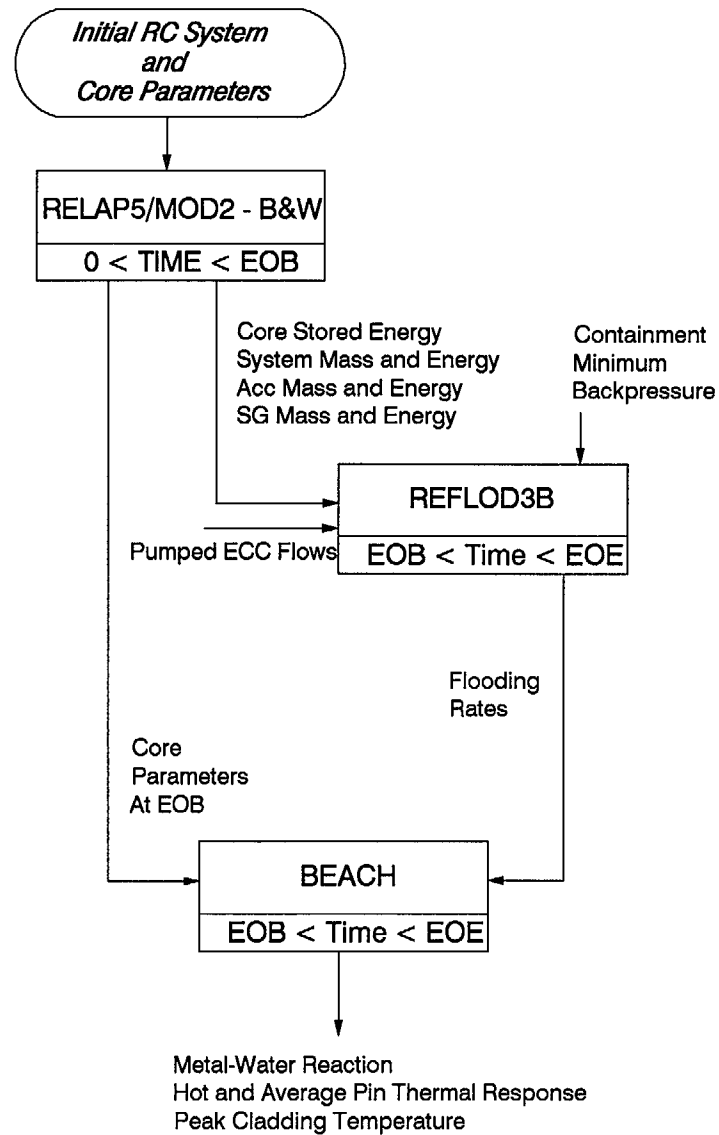 Initial RC System
and
Core Parameters
RELAP5/MOD2 - B&W
0 < TIME < EOB
Core Stored Energy
System Mass and Energy
Acc Mass and Energy
SG Mass and Energy
Containment
Minimum
Backpressure
REFLOD3B
Pumped ECC Flows
EOB < Time < EOE
Flooding
Rates
Core
Parameters
At EOB
BEACH
EOB < Time < EOE
Metal-Water Reaction
Hot and Average Pin Thermal Response
Peak Cladding Temperature